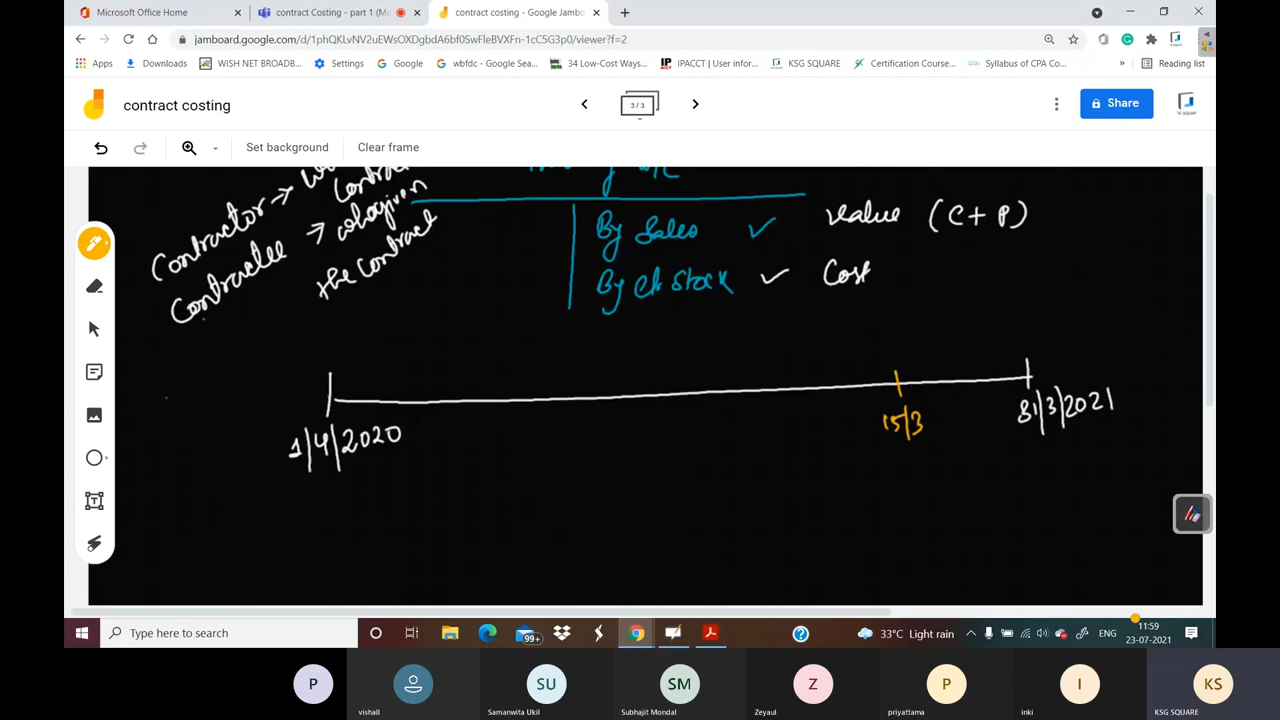 Microsoft Office Home
contract Costing - part 1 (M
contract costing - Google Jambo
jamboard.google.com/d/1phQKLvNV2uEWsOXDgbdA6bf0SwFleBVXFn-1cC5G3p0/viewer?f=2
Apps
Downloads
WISH NET BROADB...
Settings
Google
wbfdc - Google Sea...
34 Low-Cost Ways...
IPACCT | User infor...
KSG SQUARE
Certification Course...
Syllabus of CPA Co...
Reading list
contract costing
3 / 3
Share
Set background
Clear frame
Contractor →
Contractee → who given
the contract
By Sales ✓ value (C + P)
By Cl. Stock ✓ Cost
1/4/2020
15/3
31/3/2021
Type here to search
99+
33°C Light rain
ENG
11:59
23-07-2021
P
SU
SM
Z
P
I
KS
vishall
Samanwita Ukil
Subhajit Mondal
Zeyaul
priyattama
inki
KSG SQUARE